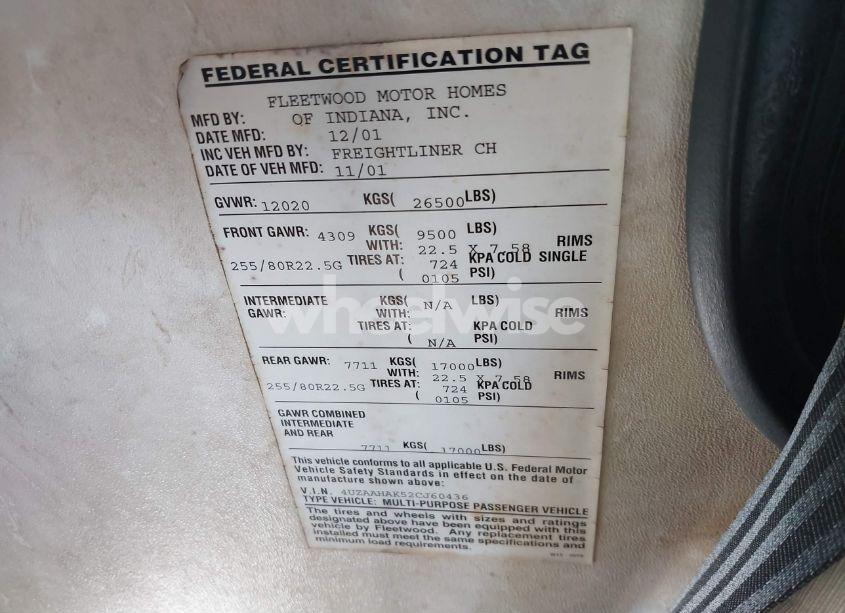 FEDERAL CERTIFICATION TAG
MFD BY: FLEETWOOD MOTOR HOMES
OF INDIANA, INC.
DATE MFD: 12/01
INC VEH MFD BY: FREIGHTLINER CH
DATE OF VEH MFD: 11/01
GVWR: 12020 KGS( 26500 LBS)
FRONT GAWR: 4309 KGS( 9500 LBS)
WITH: 22.5 X 7.58 RIMS
255/80R22.5G TIRES AT: 724 KPA COLD SINGLE
( 0105 PSI)
INTERMEDIATE KGS( N/A LBS)
GAWR: WITH: RIMS
TIRES AT: KPA COLD
( N/A PSI)
REAR GAWR: 7711 KGS( 17000 LBS)
WITH: 22.5 X 7.58 RIMS
255/80R22.5G TIRES AT: 724 KPA COLD
( 0105 PSI)
GAWR COMBINED
INTERMEDIATE
AND REAR
7711 KGS( 17000 LBS)
This vehicle conforms to all applicable U.S. Federal Motor
Vehicle Safety Standards in effect on the date of
manufacture shown above:
V.I.N. 4UZAAHAK52CJ60436
TYPE VEHICLE: MULTI-PURPOSE PASSENGER VEHICLE
The tires and wheels with sizes and ratings
designated above have been equipped with this
vehicle by Fleetwood. Any replacement tires
installed must meet the same specifications and
minimum load requirements.
wheelwise